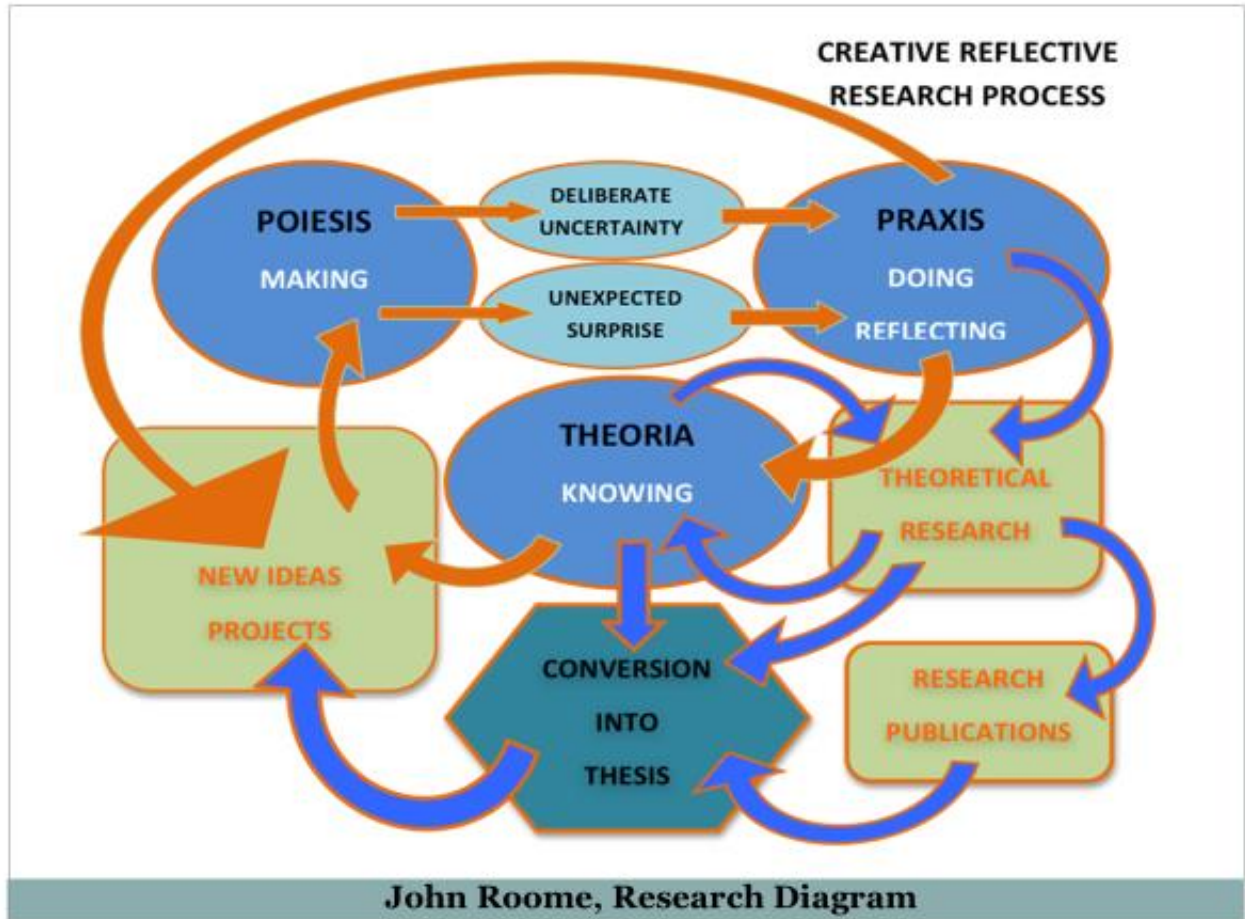 CREATIVE REFLECTIVE
RESEARCH PROCESS
POIESIS
MAKING
DELIBERATE
UNCERTAINTY
UNEXPECTED
SURPRISE
PRAXIS
DOING
REFLECTING
THEORIA
KNOWING
THEORETICAL
RESEARCH
NEW IDEAS
PROJECTS
CONVERSION
INTO
THESIS
RESEARCH
PUBLICATIONS
John Roome, Research Diagram